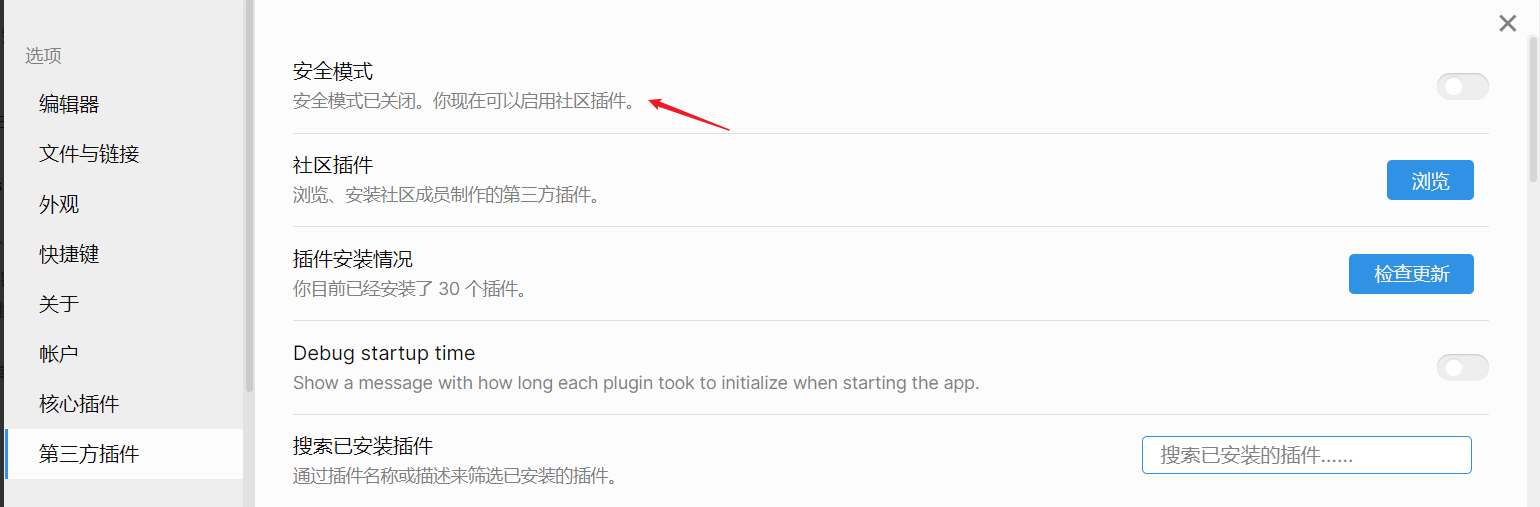 选项
编辑器
文件与链接
外观
快捷键
关于
帐户
核心插件
第三方插件
安全模式
安全模式已关闭。你现在可以启用社区插件。
社区插件
浏览、安装社区成员制作的第三方插件。
浏览
插件安装情况
你目前已经安装了 30 个插件。
检查更新
Debug startup time
Show a message with how long each plugin took to initialize when starting the app.
搜索已安装插件
通过插件名称或描述来筛选已安装的插件。
搜索已安装的插件......